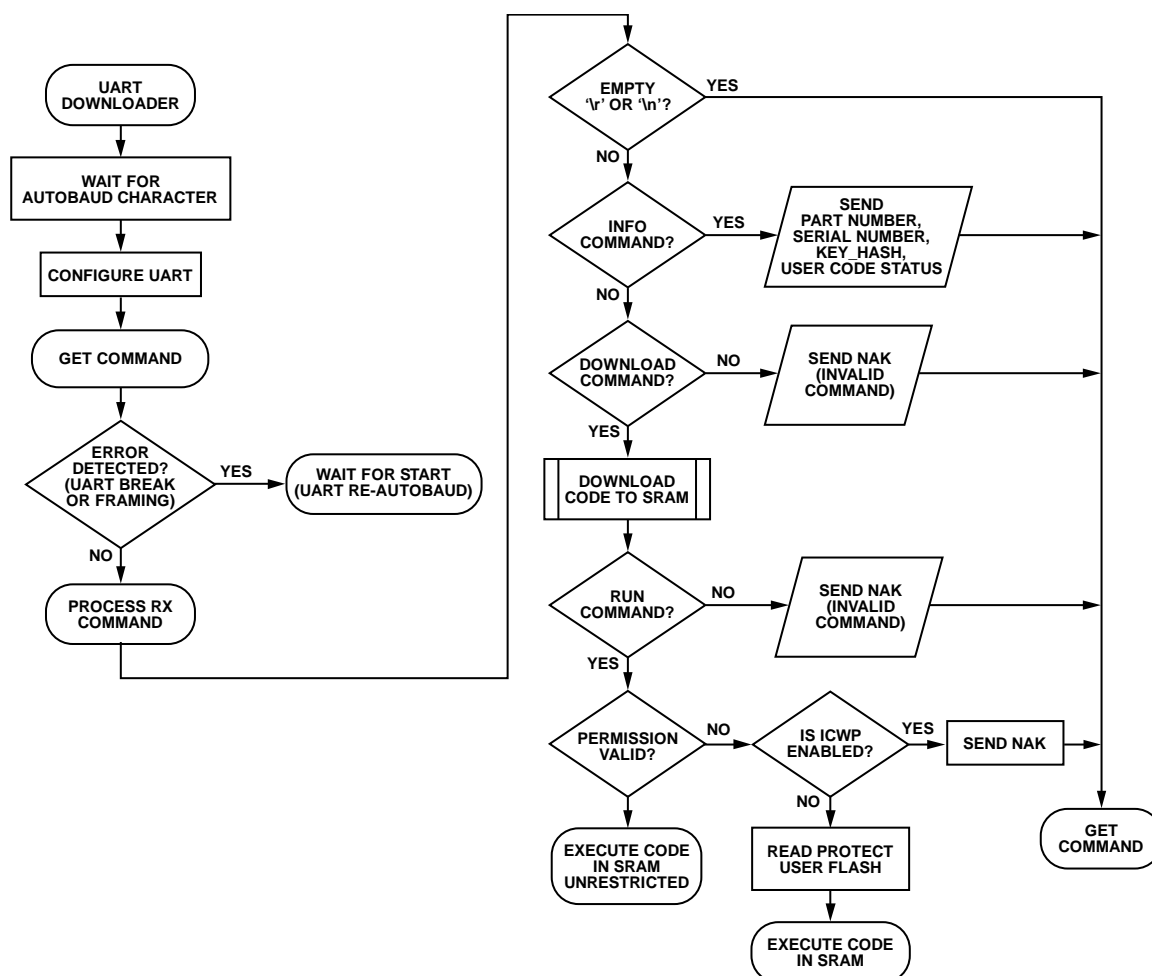 UART
DOWNLOADER
WAIT FOR
AUTOBAUD CHARACTER
CONFIGURE UART
GET COMMAND
ERROR
DETECTED?
(UART BREAK
OR FRAMING)
YES
WAIT FOR START
(UART RE-AUTOBAUD)
NO
PROCESS RX
COMMAND
EMPTY
‘\r’ OR ‘\n’?
YES
NO
INFO
COMMAND?
YES
SEND
PART NUMBER,
SERIAL NUMBER,
KEY_HASH,
USER CODE STATUS
NO
DOWNLOAD
COMMAND?
NO
SEND NAK
(INVALID
COMMAND)
YES
DOWNLOAD
CODE TO SRAM
RUN
COMMAND?
NO
SEND NAK
(INVALID
COMMAND)
YES
PERMISSION
VALID?
NO
IS ICWP
ENABLED?
YES
SEND NAK
NO
GET
COMMAND
EXECUTE CODE
IN SRAM
UNRESTRICTED
READ PROTECT
USER FLASH
EXECUTE CODE
IN SRAM